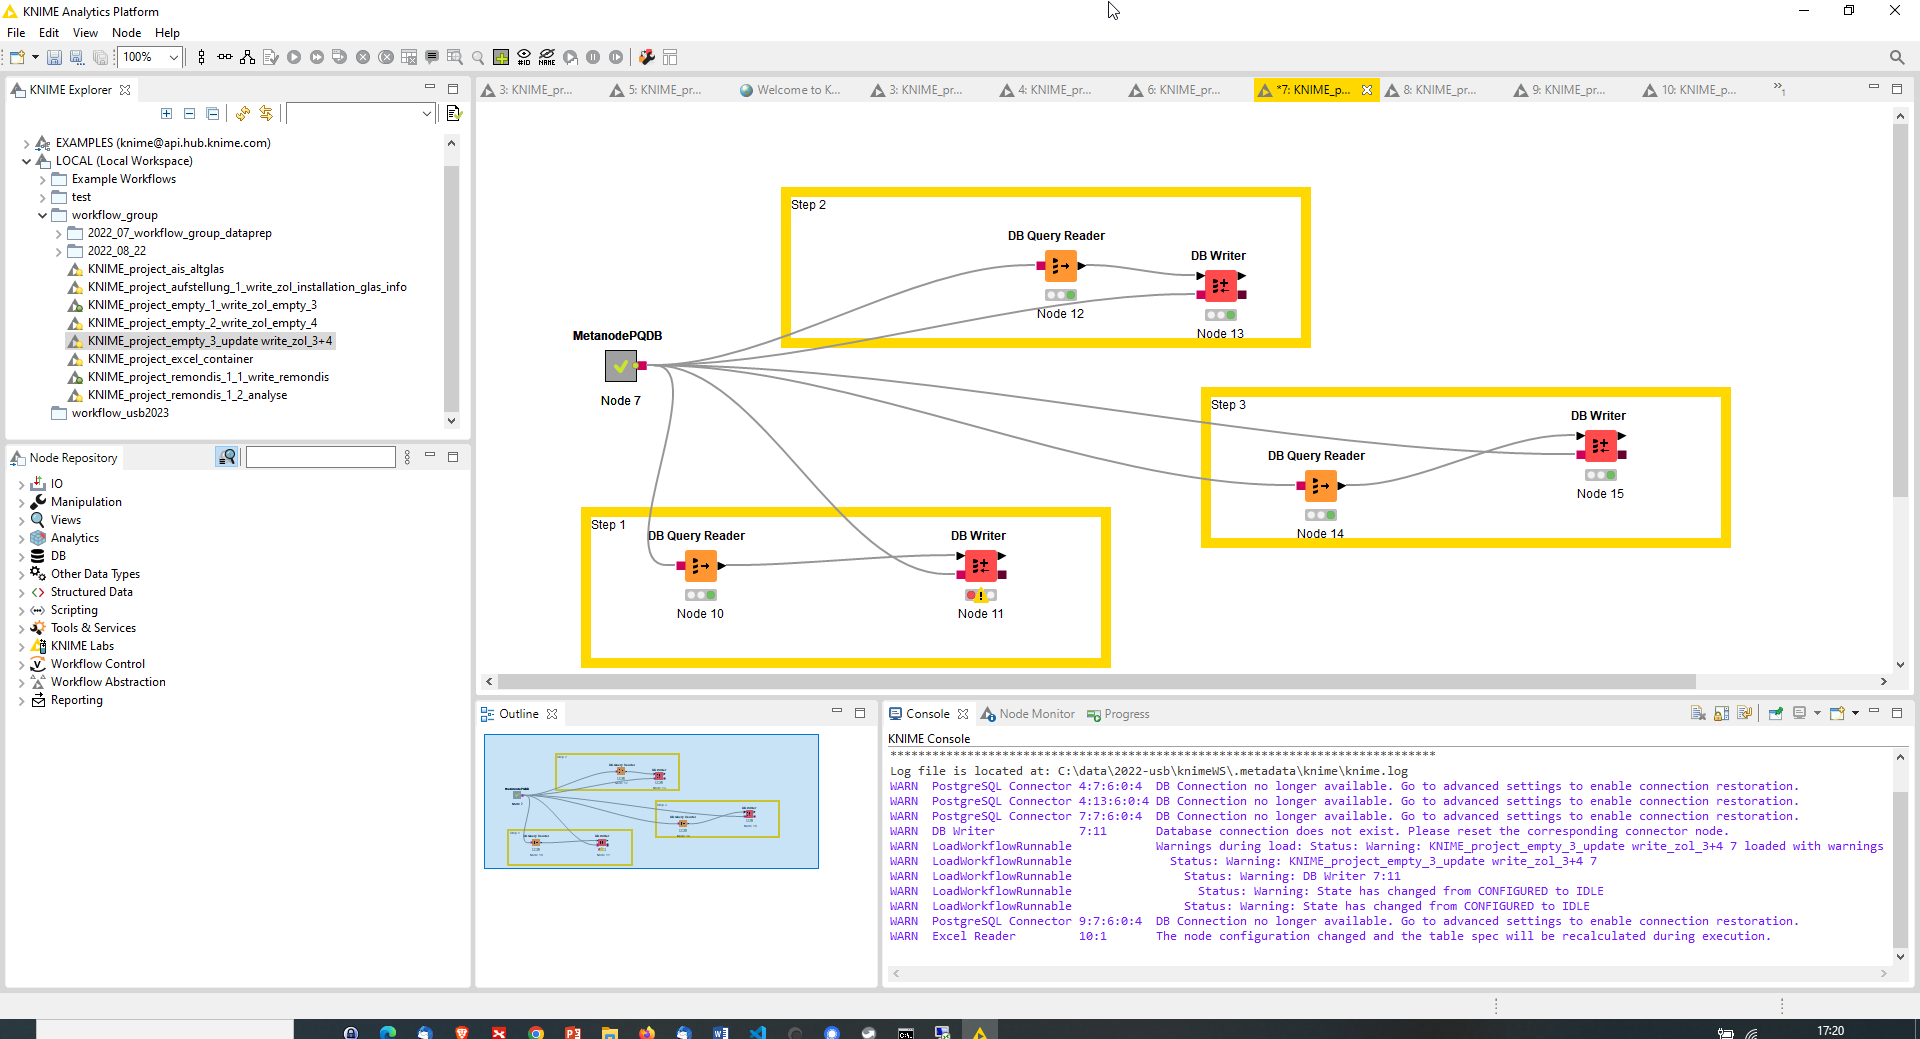 KNIME Analytics Platform
File Edit View Node Help
100%
#ID NAME
KNIME Explorer
3: KNIME_pr... 5: KNIME_pr... Welcome to K... 3: KNIME_pr... 4: KNIME_pr... 6: KNIME_pr... *7: KNIME_p... 8: KNIME_pr... 9: KNIME_pr... 10: KNIME_p... »1
EXAMPLES (knime@api.hub.knime.com)
LOCAL (Local Workspace)
Example Workflows
test
workflow_group
2022_07_workflow_group_dataprep
2022_08_22
KNIME_project_ais_altglas
KNIME_project_aufstellung_1_write_zol_installation_glas_info
KNIME_project_empty_1_write_zol_empty_3
KNIME_project_empty_2_write_zol_empty_4
KNIME_project_empty_3_update write_zol_3+4
KNIME_project_excel_container
KNIME_project_remondis_1_1_write_remondis
KNIME_project_remondis_1_2_analyse
workflow_usb2023
Node Repository
IO
Manipulation
Views
Analytics
DB
Other Data Types
Structured Data
Scripting
Tools & Services
KNIME Labs
Workflow Control
Workflow Abstraction
Reporting
Step 2
DB Query Reader
Node 12
DB Writer
Node 13
MetanodePQDB
Node 7
Step 3
DB Writer
Node 15
DB Query Reader
Node 14
Step 1
DB Query Reader
Node 10
DB Writer
Node 11
Outline
Console Node Monitor Progress
KNIME Console
Log file is located at: C:\data\2022-usb\knimeWS\.metadata\knime\knime.log
WARN PostgreSQL Connector 4:7:6:0:4 DB Connection no longer available. Go to advanced settings to enable connection restoration.
WARN PostgreSQL Connector 4:13:6:0:4 DB Connection no longer available. Go to advanced settings to enable connection restoration.
WARN PostgreSQL Connector 7:7:6:0:4 DB Connection no longer available. Go to advanced settings to enable connection restoration.
WARN DB Writer 7:11 Database connection does not exist. Please reset the corresponding connector node.
WARN LoadWorkflowRunnable Warnings during load: Status: Warning: KNIME_project_empty_3_update write_zol_3+4 7 loaded with warnings
WARN LoadWorkflowRunnable Status: Warning: KNIME_project_empty_3_update write_zol_3+4 7
WARN LoadWorkflowRunnable Status: Warning: DB Writer 7:11
WARN LoadWorkflowRunnable Status: Warning: State has changed from CONFIGURED to IDLE
WARN LoadWorkflowRunnable Status: Warning: State has changed from CONFIGURED to IDLE
WARN PostgreSQL Connector 9:7:6:0:4 DB Connection no longer available. Go to advanced settings to enable connection restoration.
WARN Excel Reader 10:1 The node configuration changed and the table spec will be recalculated during execution.
17:20